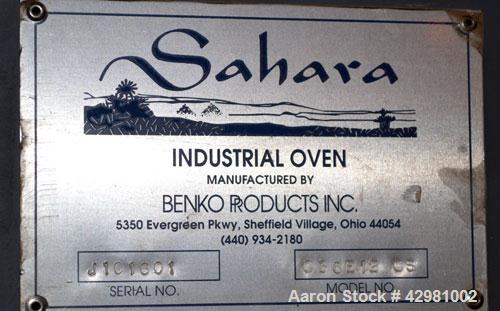 Sahara
INDUSTRIAL OVEN
MANUFACTURED BY
BENKO PRODUCTS INC.
5350 Evergreen Pkwy, Sheffield Village, Ohio 44054
(440) 934-2180
J101601
SERIAL NO.
MODEL NO.
Aaron Stock # 42981002